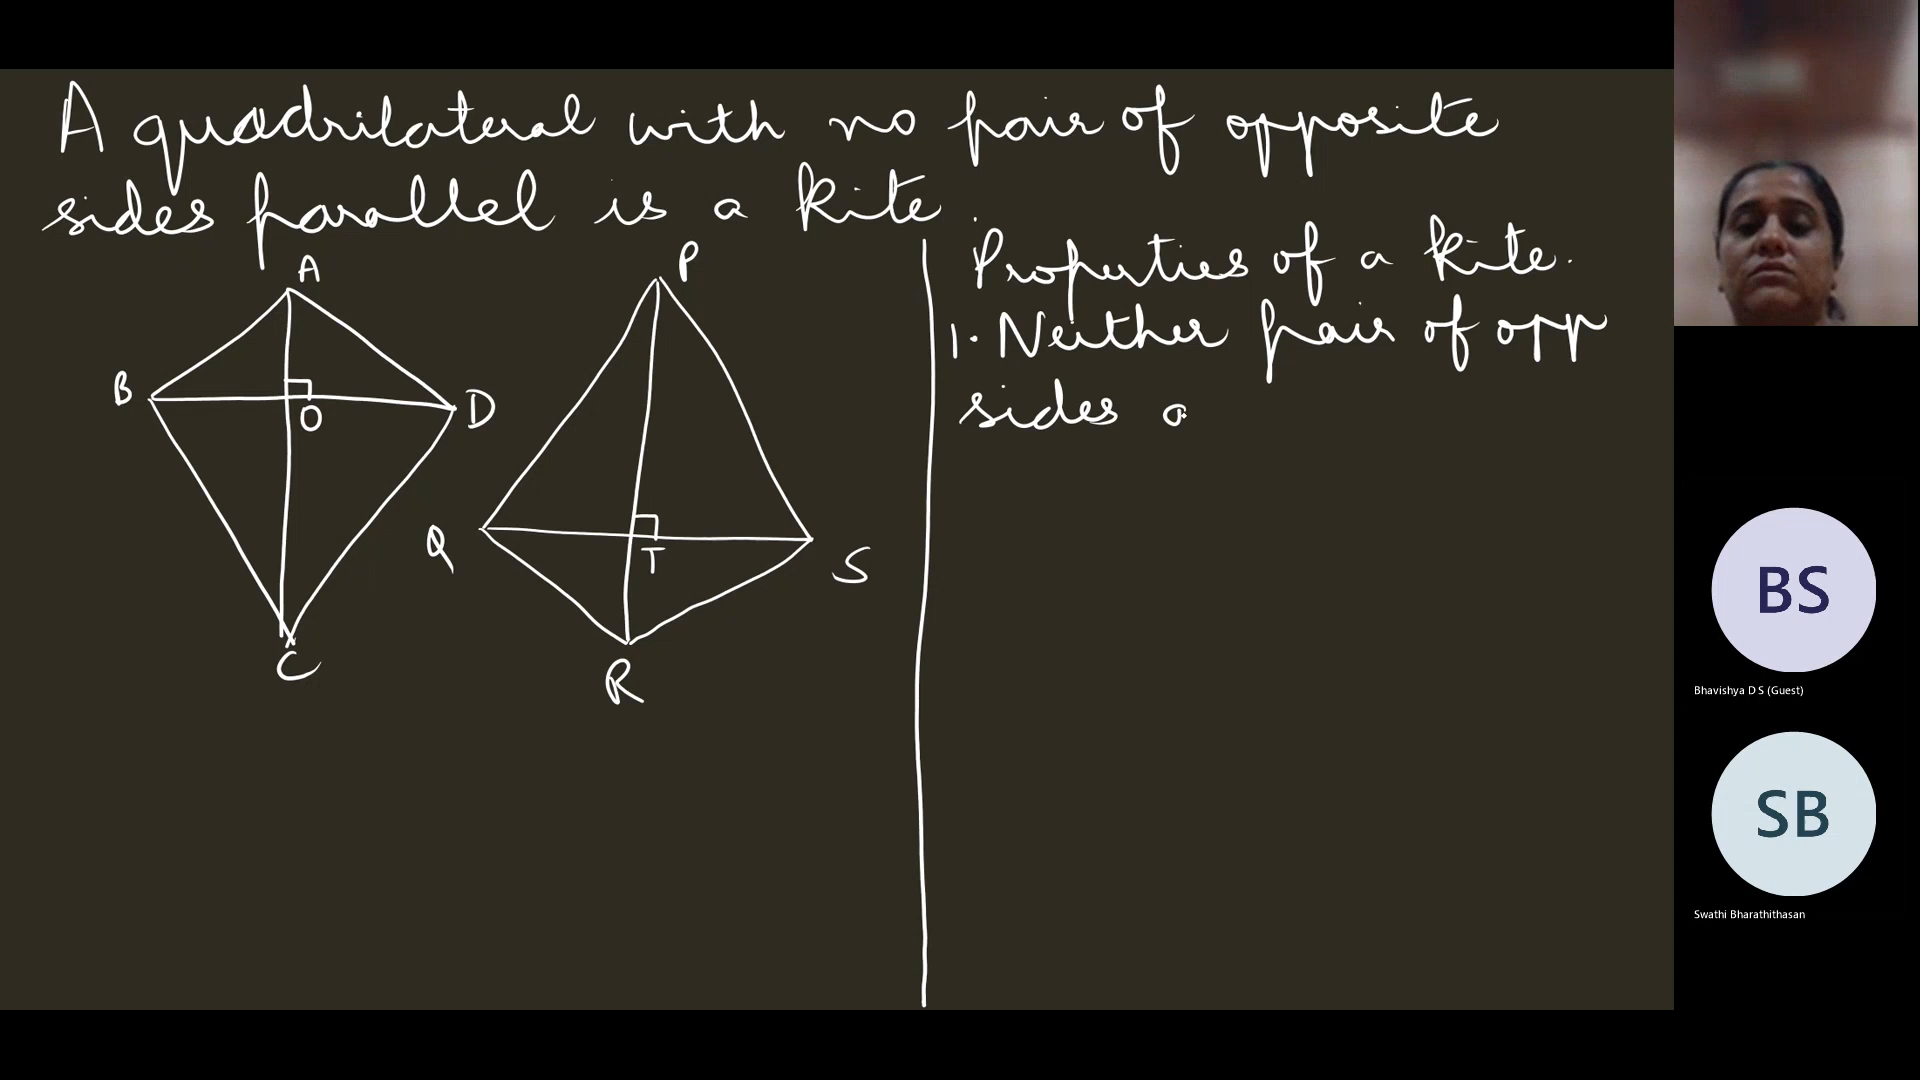 A quadrilateral with no pair of opposite
sides parallel is a kite.
Properties of a kite.
1. Neither pair of opp
sides a
A
B
D
O
C
P
Q
T
S
R
BS
Bhavishya D S (Guest)
SB
Swathi Bharathithasan